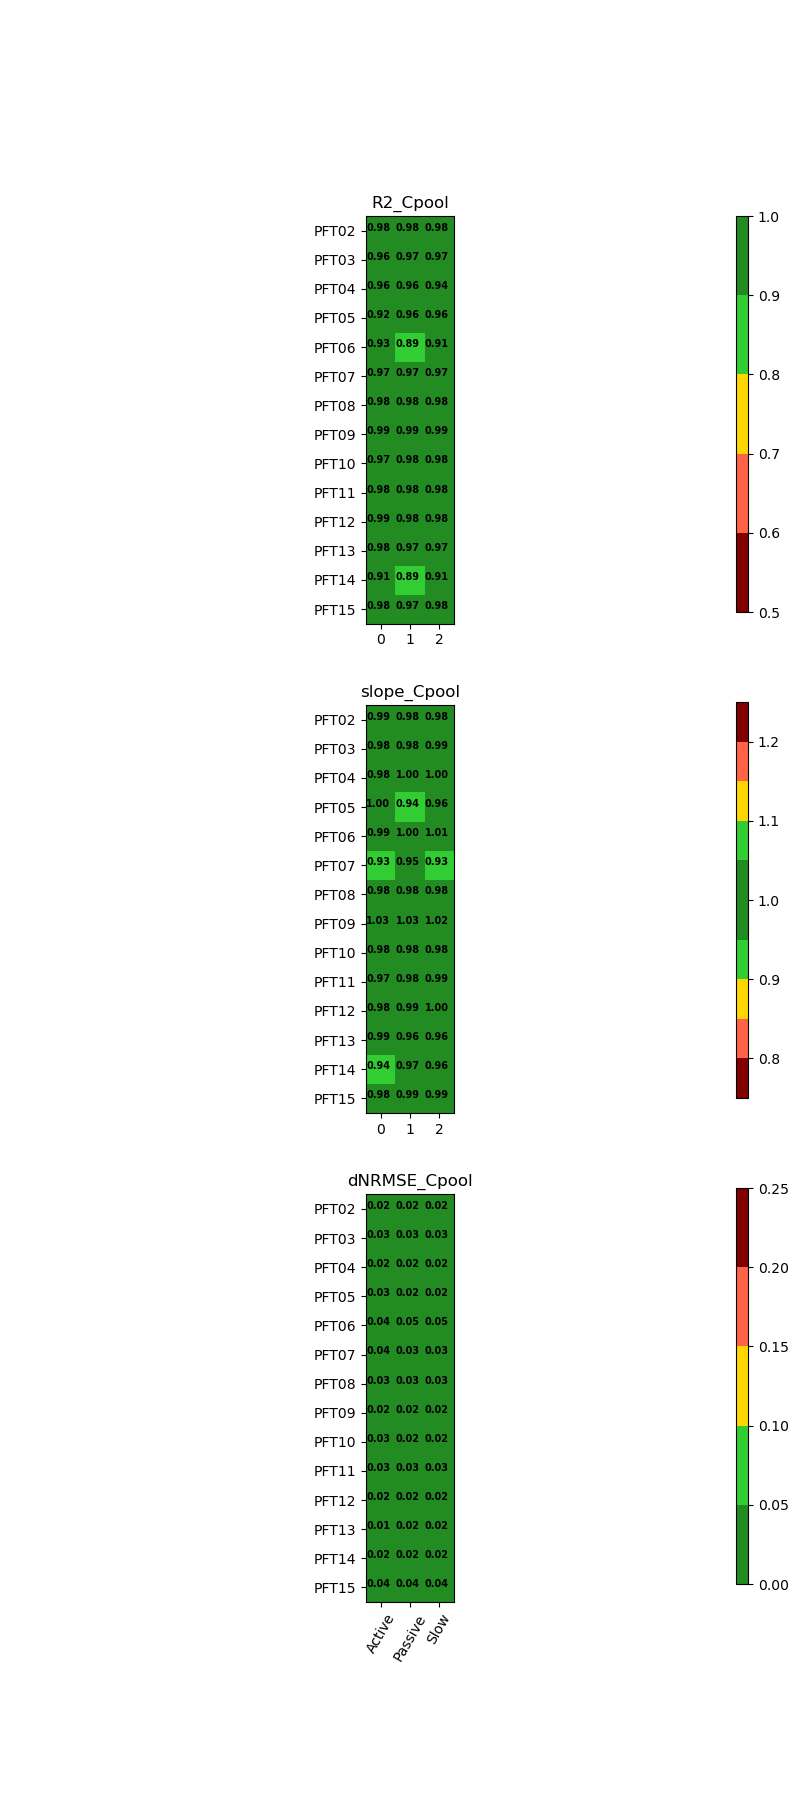 R2_Cpool
PFT02 0.98 0.98 0.98
PFT03 0.96 0.97 0.97
PFT04 0.96 0.96 0.94
PFT05 0.92 0.96 0.96
PFT06 0.93 0.89 0.91
PFT07 0.97 0.97 0.97
PFT08 0.98 0.98 0.98
PFT09 0.99 0.99 0.99
PFT10 0.97 0.98 0.98
PFT11 0.98 0.98 0.98
PFT12 0.99 0.98 0.98
PFT13 0.98 0.97 0.97
PFT14 0.91 0.89 0.91
PFT15 0.98 0.97 0.98
0 1 2
1.0
0.9
0.8
0.7
0.6
0.5
slope_Cpool
PFT02 0.99 0.98 0.98
PFT03 0.98 0.98 0.99
PFT04 0.98 1.00 1.00
PFT05 1.00 0.94 0.96
PFT06 0.99 1.00 1.01
PFT07 0.93 0.95 0.93
PFT08 0.98 0.98 0.98
PFT09 1.03 1.03 1.02
PFT10 0.98 0.98 0.98
PFT11 0.97 0.98 0.99
PFT12 0.98 0.99 1.00
PFT13 0.99 0.96 0.96
PFT14 0.94 0.97 0.96
PFT15 0.98 0.99 0.99
0 1 2
1.2
1.1
1.0
0.9
0.8
dNRMSE_Cpool
PFT02 0.02 0.02 0.02
PFT03 0.03 0.03 0.03
PFT04 0.02 0.02 0.02
PFT05 0.03 0.02 0.02
PFT06 0.04 0.05 0.05
PFT07 0.04 0.03 0.03
PFT08 0.03 0.03 0.03
PFT09 0.02 0.02 0.02
PFT10 0.03 0.02 0.02
PFT11 0.03 0.03 0.03
PFT12 0.02 0.02 0.02
PFT13 0.01 0.02 0.02
PFT14 0.02 0.02 0.02
PFT15 0.04 0.04 0.04
Active Passive Slow
0.25
0.20
0.15
0.10
0.05
0.00